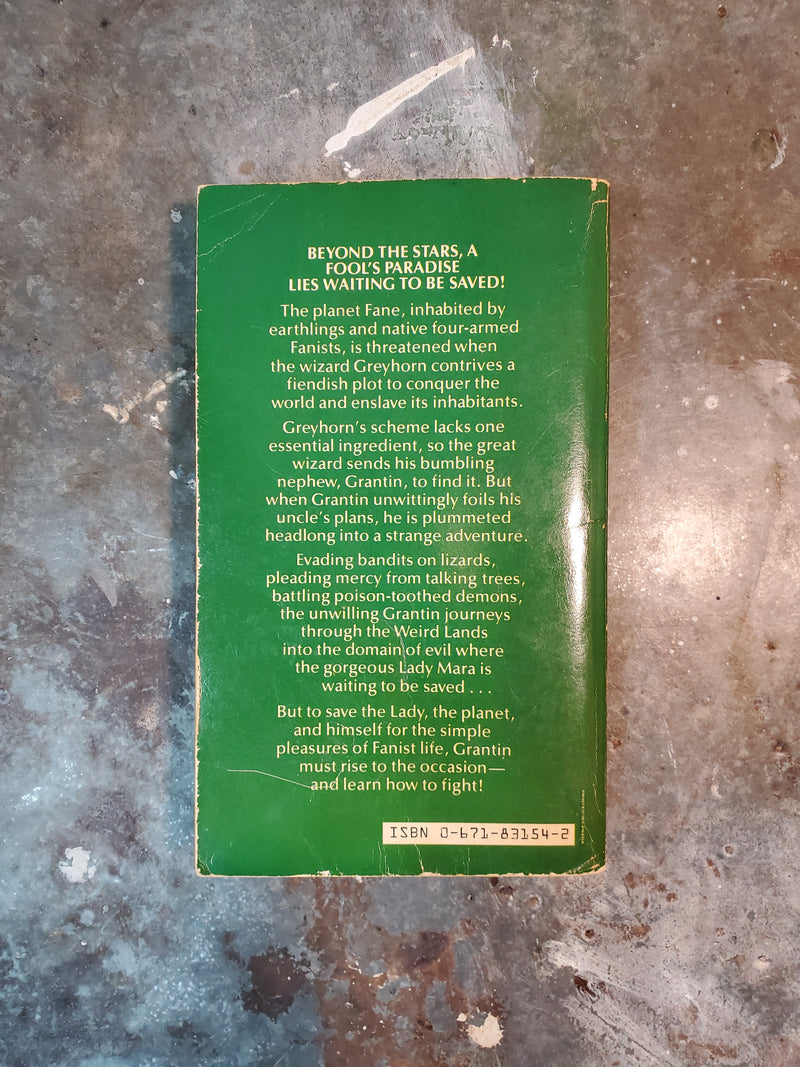 BEYOND THE STARS, A
FOOL'S PARADISE
LIES WAITING TO BE SAVED!
The planet Fane, inhabited by
earthlings and native four-armed
Fanists, is threatened when
the wizard Greyhorn contrives a
fiendish plot to conquer the
world and enslave its inhabitants.
Greyhorn's scheme lacks one
essential ingredient, so the great
wizard sends his bumbling
nephew, Grantin, to find it. But
when Grantin unwittingly foils his
uncle's plans, he is plummeted
headlong into a strange adventure.
Evading bandits on lizards,
pleading mercy from talking trees,
battling poison-toothed demons,
the unwilling Grantin journeys
through the Weird Lands
into the domain of evil where
the gorgeous Lady Mara is
waiting to be saved . . .
But to save the Lady, the planet,
and himself for the simple
pleasures of Fanist life, Grantin
must rise to the occasion—
and learn how to fight!
ISBN 0-671-83154-2